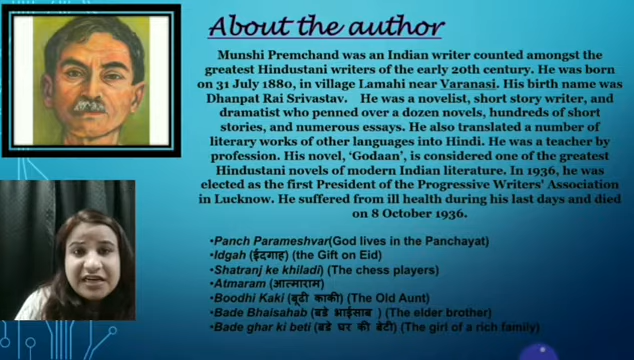 About the author
Munshi Premchand was an Indian writer counted amongst the
greatest Hindustani writers of the early 20th century. He was born
on 31 July 1880, in village Lamahi near Varanasi. His birth name was
Dhanpat Rai Srivastav. He was a novelist, short story writer, and
dramatist who penned over a dozen novels, hundreds of short
stories, and numerous essays. He also translated a number of
literary works of other languages into Hindi. He was a teacher by
profession. His novel, ‘Godaan’, is considered one of the greatest
Hindustani novels of modern Indian literature. In 1936, he was
elected as the first President of the Progressive Writers’ Association
in Lucknow. He suffered from ill health during his last days and died
on 8 October 1936.
•Panch Parameshvar(God lives in the Panchayat)
•Idgah (ईदगाह) (the Gift on Eid)
•Shatranj ke khiladi) (The chess players)
•Atmaram (आत्माराम)
•Boodhi Kaki (बूढी काकी) (The Old Aunt)
•Bade Bhaisahab (बडे भाईसाब ) (The elder brother)
•Bade ghar ki beti (बडे घर की बेटी) (The girl of a rich family)